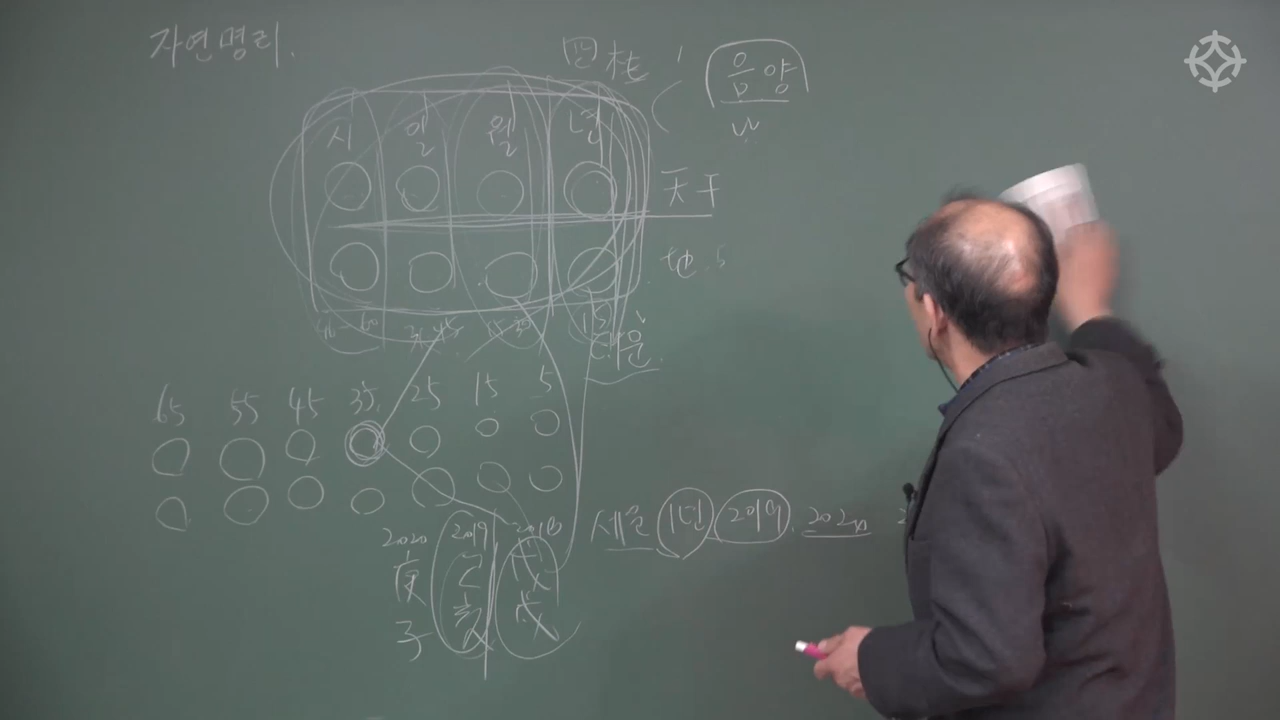 자연명리.
四柱 음양
시 일 월 년
天干
地
대운
65 55 45 35 25 15 5
세운 1년 2019. 2020
2020 2019 2018
庚 己 戊
子 亥 戌